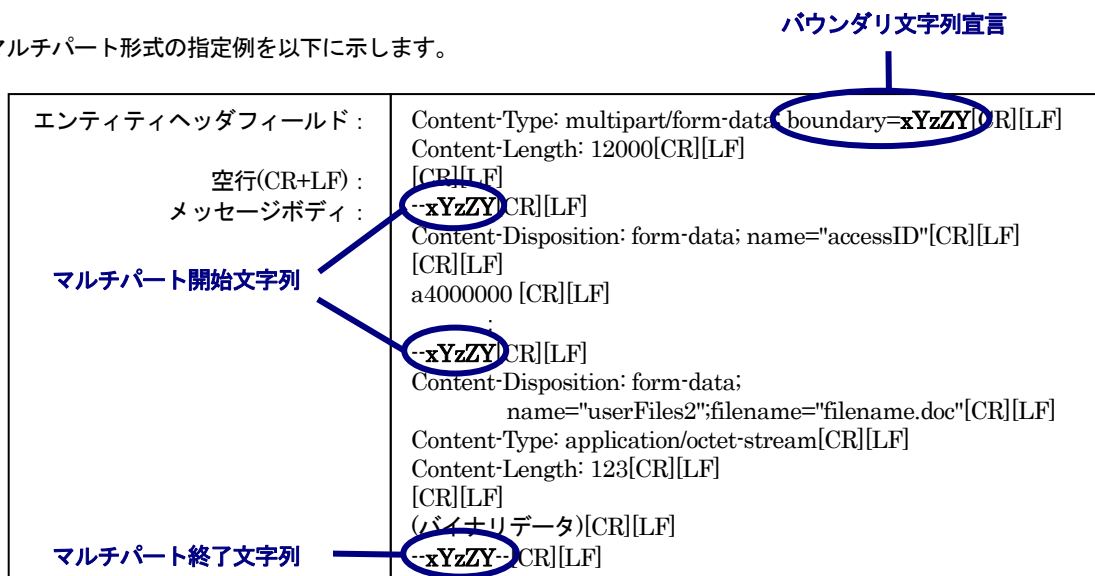 バウンダリ文字列宣言
マルチパート形式の指定例を以下に示します。
エンティティヘッダフィールド： Content-Type: multipart/form-data; boundary=xYzZY[CR][LF]
Content-Length: 12000[CR][LF]
空行(CR+LF)： [CR][LF]
メッセージボディ： --xYzZY[CR][LF]
Content-Disposition: form-data; name="accessID"[CR][LF]
マルチパート開始文字列 [CR][LF]
a4000000 [CR][LF]
:
--xYzZY[CR][LF]
Content-Disposition: form-data;
name="userFiles2";filename="filename.doc"[CR][LF]
Content-Type: application/octet-stream[CR][LF]
Content-Length: 123[CR][LF]
[CR][LF]
(バイナリデータ)[CR][LF]
マルチパート終了文字列 --xYzZY--[CR][LF]